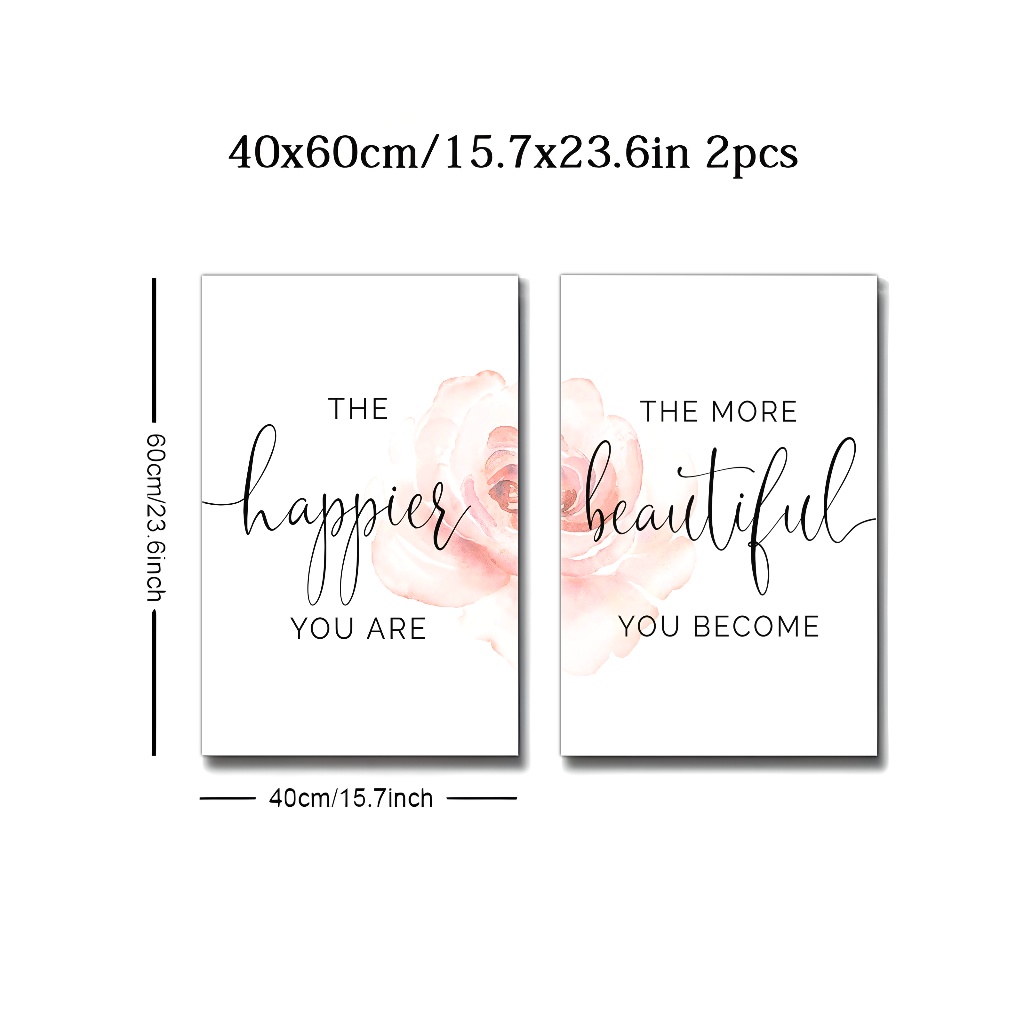 40x60cm/15.7x23.6in 2pcs
60cm/23.6inch
THE
happier
YOU ARE
THE MORE
beautiful
YOU BECOME
40cm/15.7inch